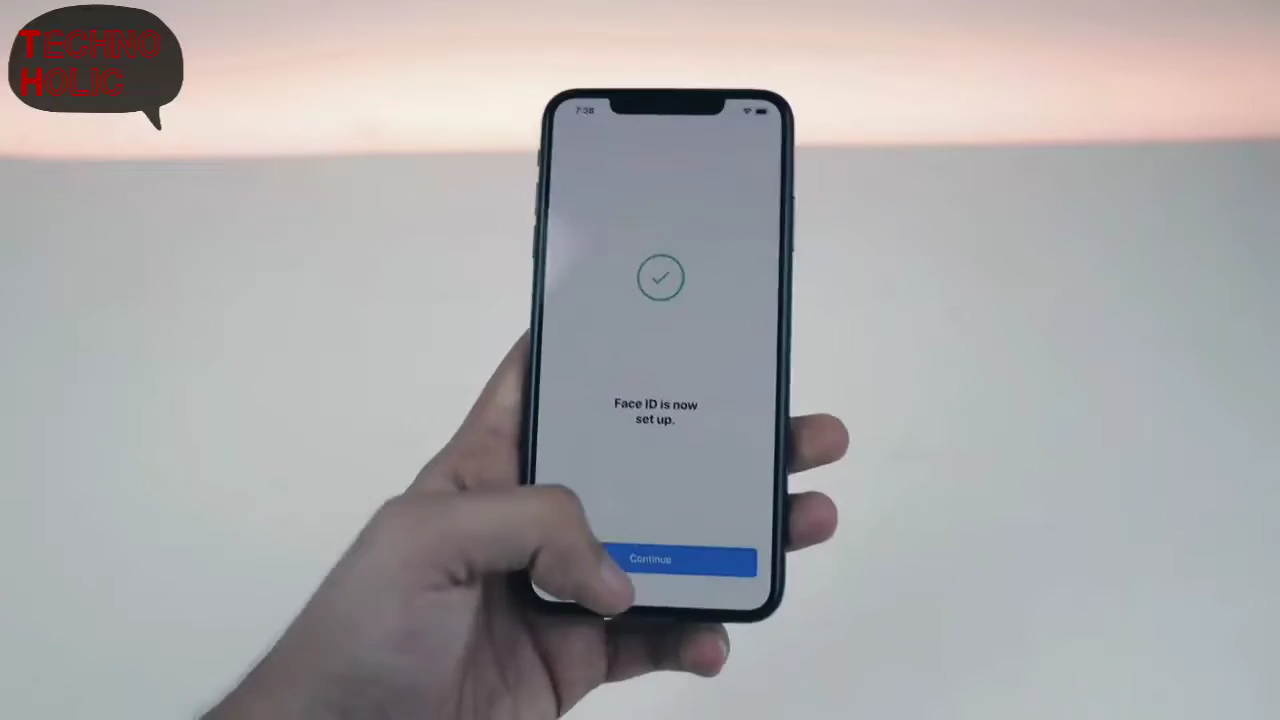 TECHNO
HOLIC
7:38
Face ID is now
set up.
Continue